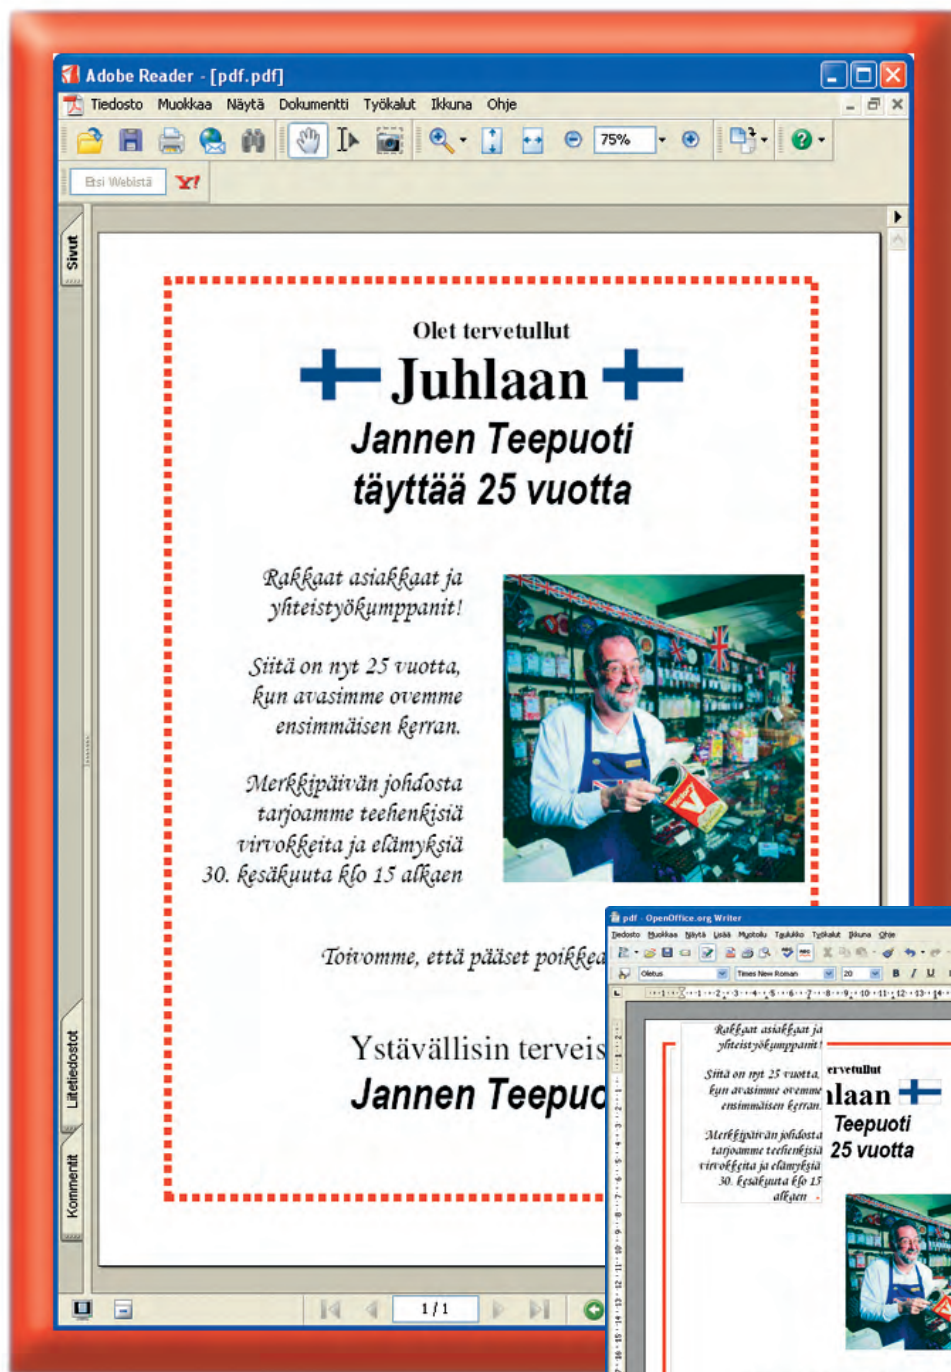 Adobe Reader - [pdf.pdf]
Tiedosto Muokkaa Näytä Dokumentti Työkalut Ikkuna Ohje
75%
Etsi Webistä Y!
Sivut
Olet tervetullut
Juhlaan
Jannen Teepuoti
täyttää 25 vuotta
Rakkaat asiakkaat ja
yhteistyökumppanit!
Siitä on nyt 25 vuotta,
kun avasimme ovemme
ensimmäisen kerran.
Merkkipäivän johdosta
tarjoamme teehenkisiä
virvokkeita ja elämyksiä
30. kesäkuuta klo 15 alkaen
Toivomme, että pääset poikkea
Ystävällisin terveis
Jannen Teepuo
Liitetiedostot
Kommentit
1/1
pdf - OpenOffice.org Writer
Tiedosto Muokkaa Näytä Lisää Muotoilu Taulukko Työkalut Ikkuna Ohje
Oletus Times New Roman 20 B I U
Rakkaat asiakkaat ja
yhteistyökumppanit!
Siitä on nyt 25 vuotta,
kun avasimme ovemme
ensimmäisen kerran.
Merkkipäivän johdosta
tarjoamme teehenkisiä
virvokkeita ja elämyksiä
30. kesäkuuta klo 15
alkaen
ervetullut
hlaan
Teepuoti
25 vuotta